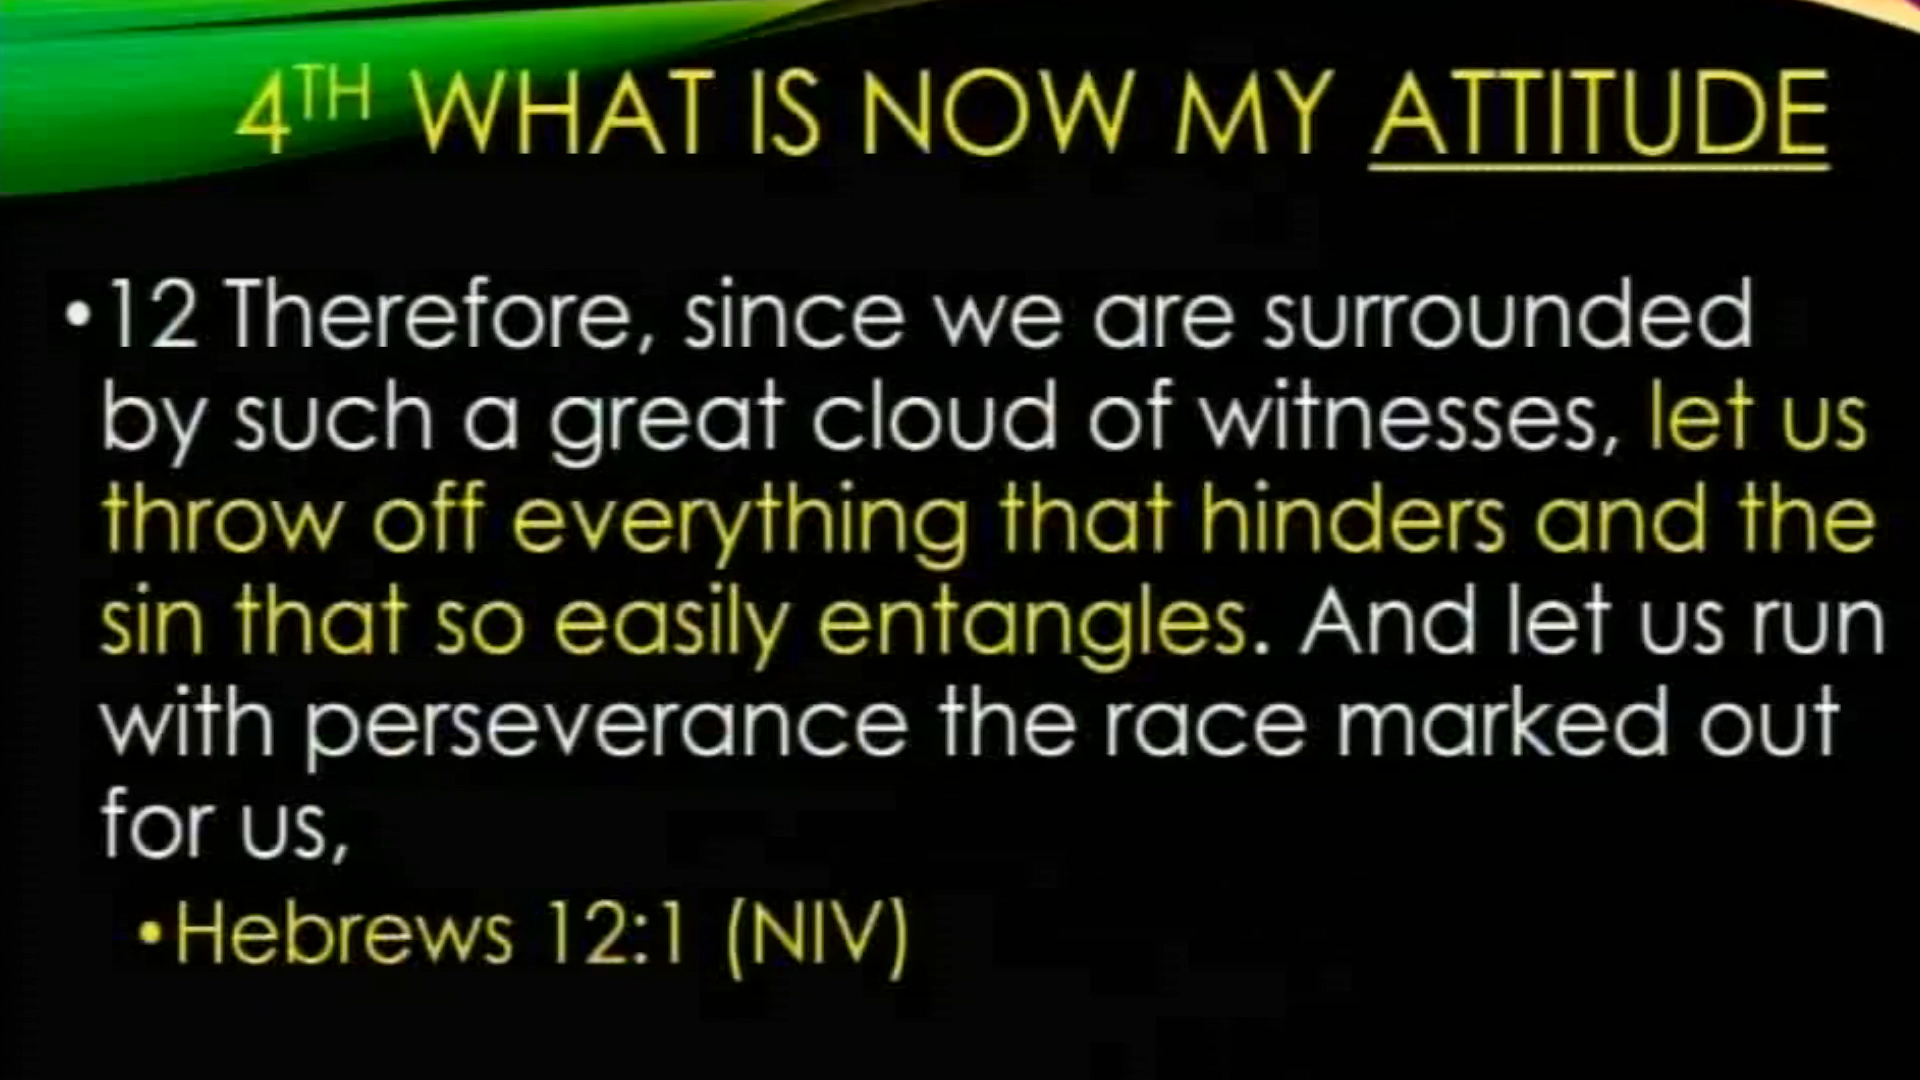 4TH WHAT IS NOW MY ATTITUDE
•12 Therefore, since we are surrounded
by such a great cloud of witnesses, let us
throw off everything that hinders and the
sin that so easily entangles. And let us run
with perseverance the race marked out
for us,
•Hebrews 12:1 (NIV)